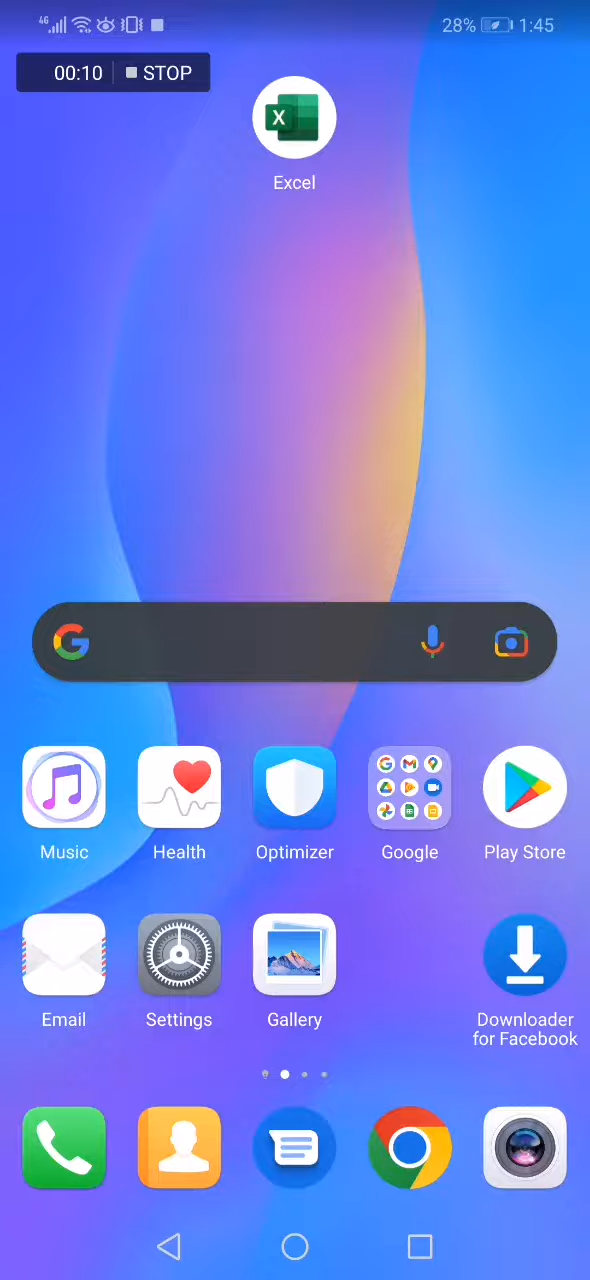 4G 28% 1:45
00:10 STOP
X
Excel
G
Music Health Optimizer Google Play Store
Email Settings Gallery Downloader
for Facebook